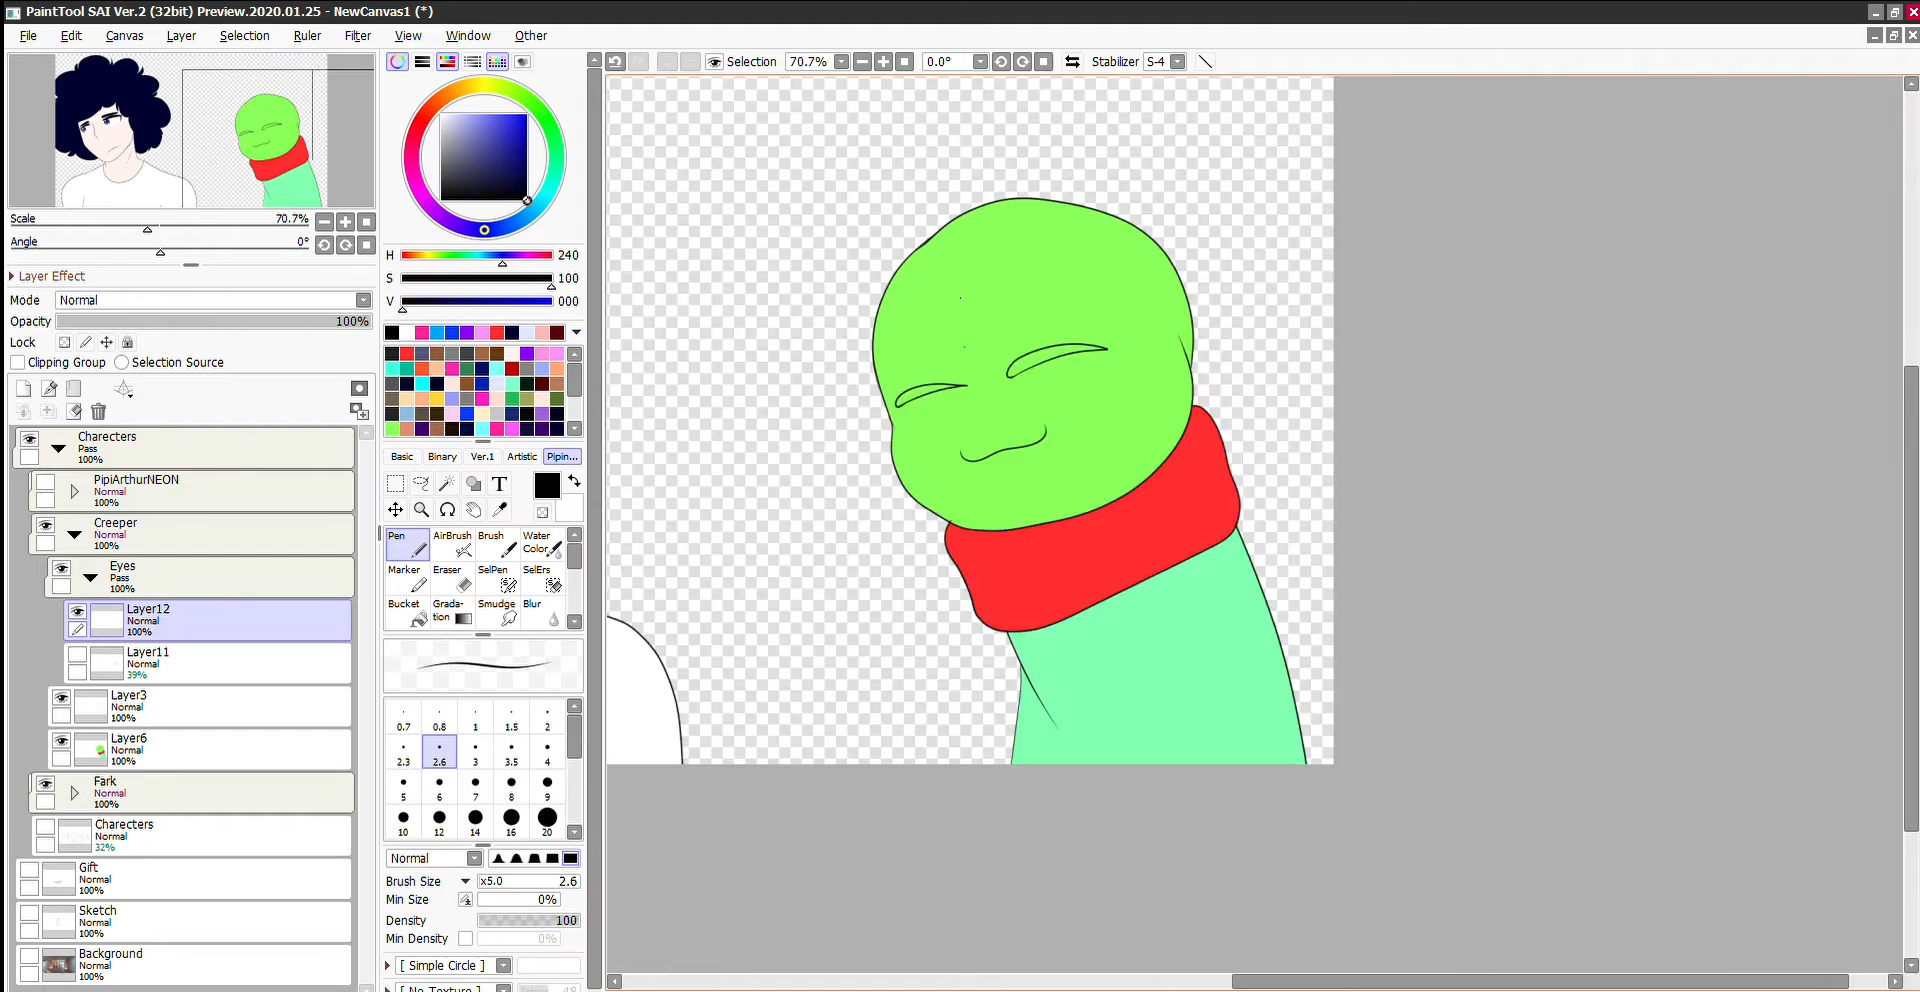 PaintTool SAI Ver.2 (32bit) Preview.2020.01.25 - NewCanvas1 (*)
File Edit Canvas Layer Selection Ruler Filter View Window Other
Selection 70.7% 0.0° Stabilizer S-4
Scale 70.7%
Angle 0°
Layer Effect
Mode Normal
Opacity 100%
Lock
Clipping Group Selection Source
Charecters
Pass
100%
PipiArthurNEON
Normal
100%
Creeper
Normal
100%
Eyes
Pass
100%
Layer12
Normal
100%
Layer11
Normal
39%
Layer3
Normal
100%
Layer6
Normal
100%
Fark
Normal
100%
Charecters
Normal
32%
Gift
Normal
100%
Sketch
Normal
100%
Background
Normal
100%
H 240
S 100
V 000
Basic Binary Ver.1 Artistic Pipin...
T
Pen AirBrush Brush Water Color
Marker Eraser SelPen SelErs
Bucket Grada-tion Smudge Blur
0.7 0.8 1 1.5 2
2.3 2.6 3 3.5 4
5 6 7 8 9
10 12 14 16 20
Normal
Brush Size x5.0 2.6
Min Size 0%
Density 100
Min Density 0%
[ Simple Circle ]
[ No Texture ]